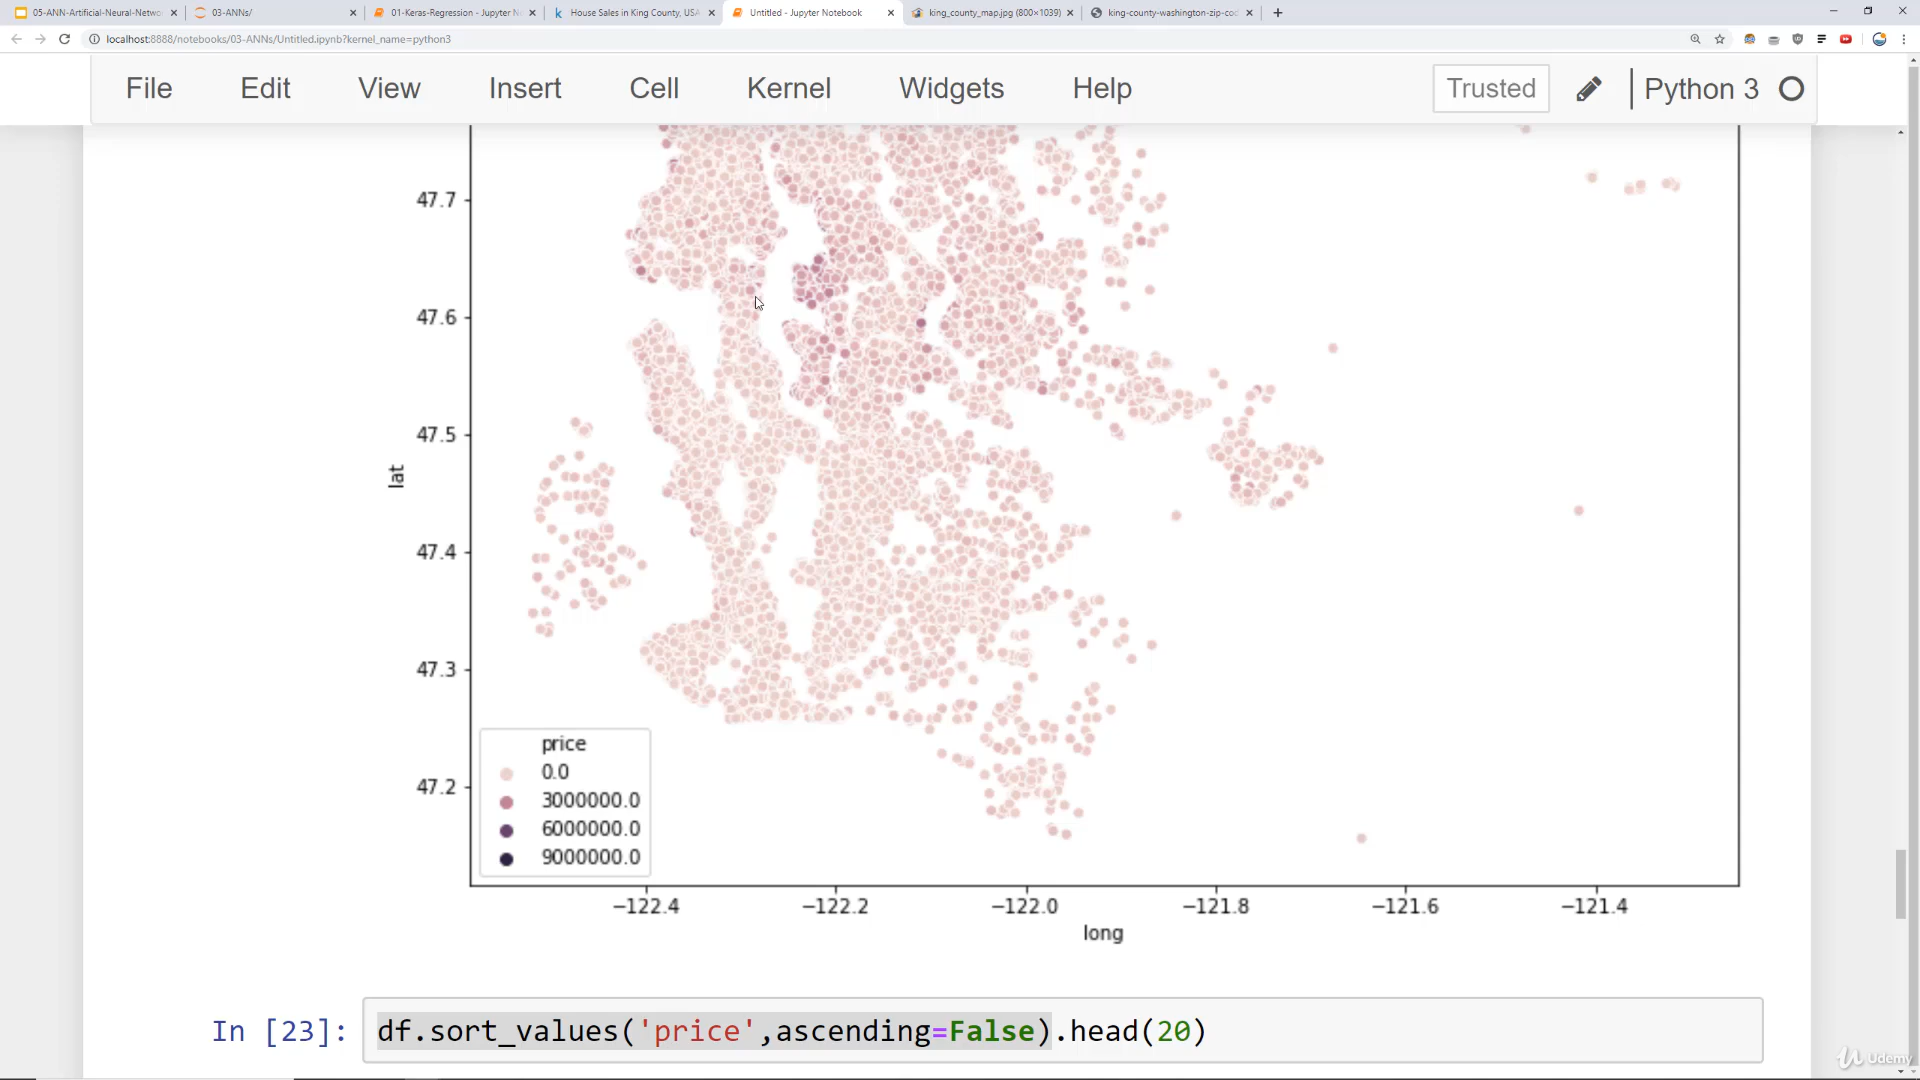 05-ANN-Artificial-Neural-Netwo
03-ANNs/
01-Keras-Regression - Jupyter N
House Sales in King County, USA
Untitled - Jupyter Notebook
king_county_map.jpg (800×1039)
king-county-washington-zip-cod
localhost:8888/notebooks/03-ANNs/Untitled.ipynb?kernel_name=python3
File Edit View Insert Cell Kernel Widgets Help Trusted Python 3
47.7
47.6
47.5
47.4
47.3
47.2
lat
price
0.0
3000000.0
6000000.0
9000000.0
−122.4 −122.2 −122.0 −121.8 −121.6 −121.4
long
In [23]: df.sort_values('price',ascending=False).head(20)
Udemy